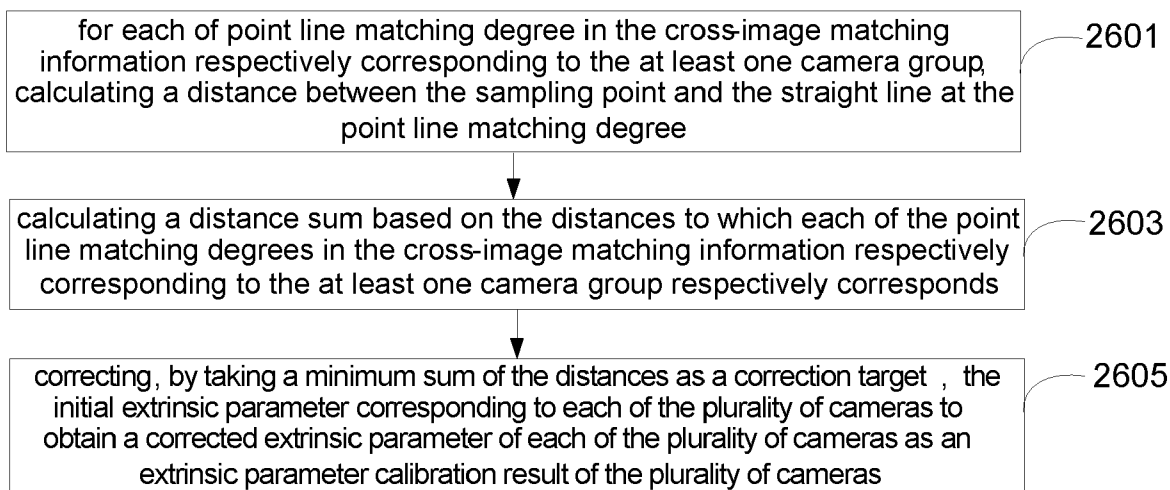 for each of point line matching degree in the cross-image matching
information respectively corresponding to the at least one camera group,
calculating a distance between the sampling point and the straight line at the
point line matching degree
2601
calculating a distance sum based on the distances to which each of the point
line matching degrees in the cross-image matching information respectively
corresponding to the at least one camera group respectively corresponds
2603
correcting, by taking a minimum sum of the distances as a correction target , the
initial extrinsic parameter corresponding to each of the plurality of cameras to
obtain a corrected extrinsic parameter of each of the plurality of cameras as an
extrinsic parameter calibration result of the plurality of cameras
2605